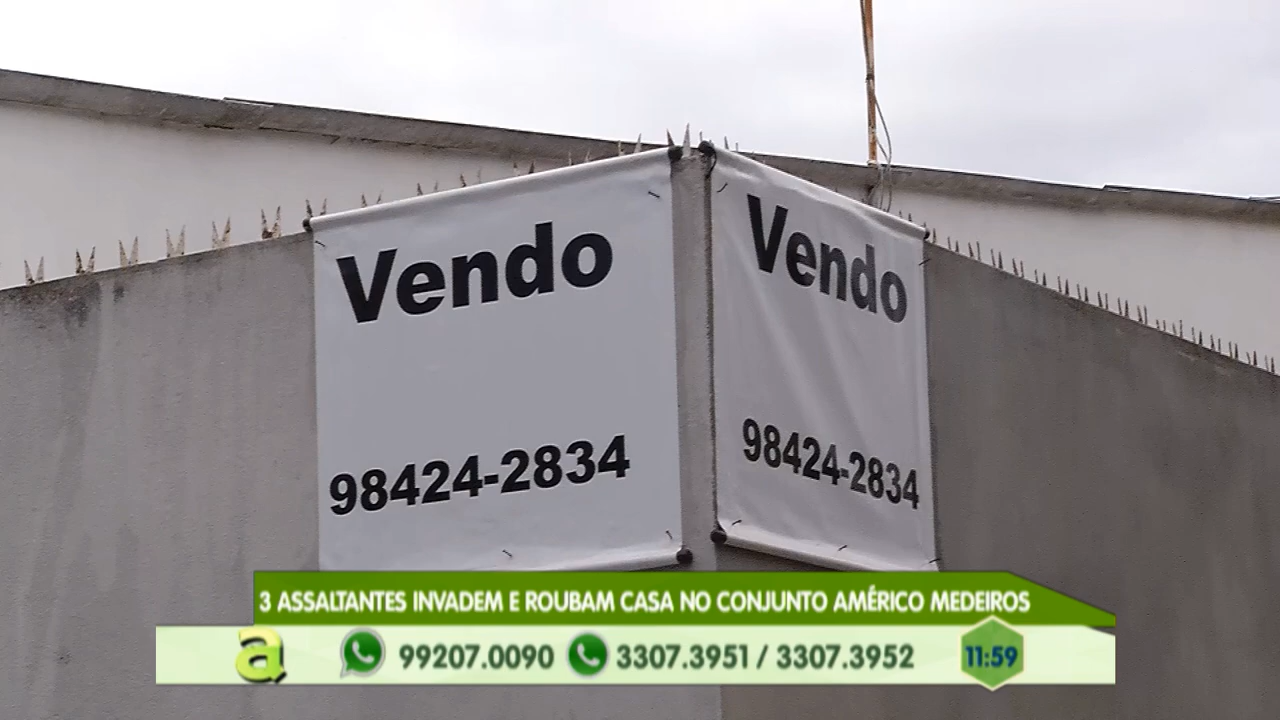 Vendo
98424-2834
Vendo
98424-2834
3 ASSALTANTES INVADEM E ROUBAM CASA NO CONJUNTO AMÉRICO MEDEIROS
a 99207.0090 3307.3951 / 3307.3952 11:59